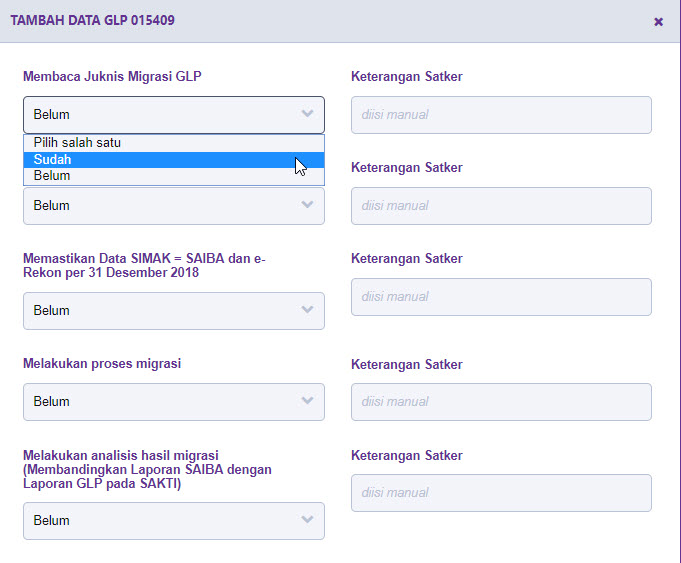 TAMBAH DATA GLP 015409
Membaca Juknis Migrasi GLP
Keterangan Satker
Belum
diisi manual
Pilih salah satu
Sudah
Belum
Keterangan Satker
Belum
diisi manual
Memastikan Data SIMAK = SAIBA dan e-
Rekon per 31 Desember 2018
Keterangan Satker
Belum
diisi manual
Melakukan proses migrasi
Keterangan Satker
Belum
diisi manual
Melakukan analisis hasil migrasi
(Membandingkan Laporan SAIBA dengan
Laporan GLP pada SAKTI)
Keterangan Satker
Belum
diisi manual